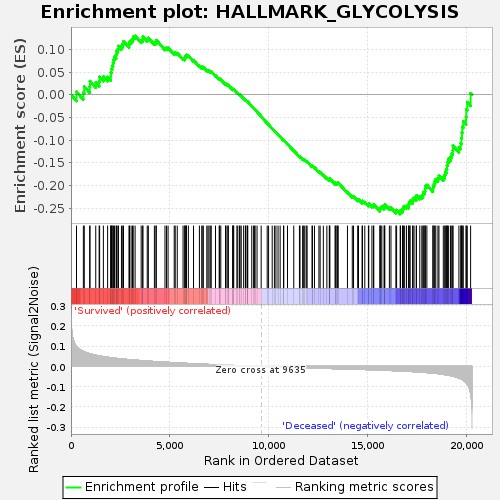 Enrichment plot: HALLMARK_GLYCOLYSIS
Enrichment score (ES)
0.10
0.05
0.00
-0.05
-0.10
-0.15
-0.20
-0.25
'Survived' (positively correlated)
Ranked list metric (Signal2Noise)
0.3
0.2
0.1
0.0
-0.1
-0.2
-0.3
Zero cross at 9635
'Deceased' (negatively correlated)
0 5,000 10,000 15,000 20,000
Rank in Ordered Dataset
Enrichment profile Hits Ranking metric scores